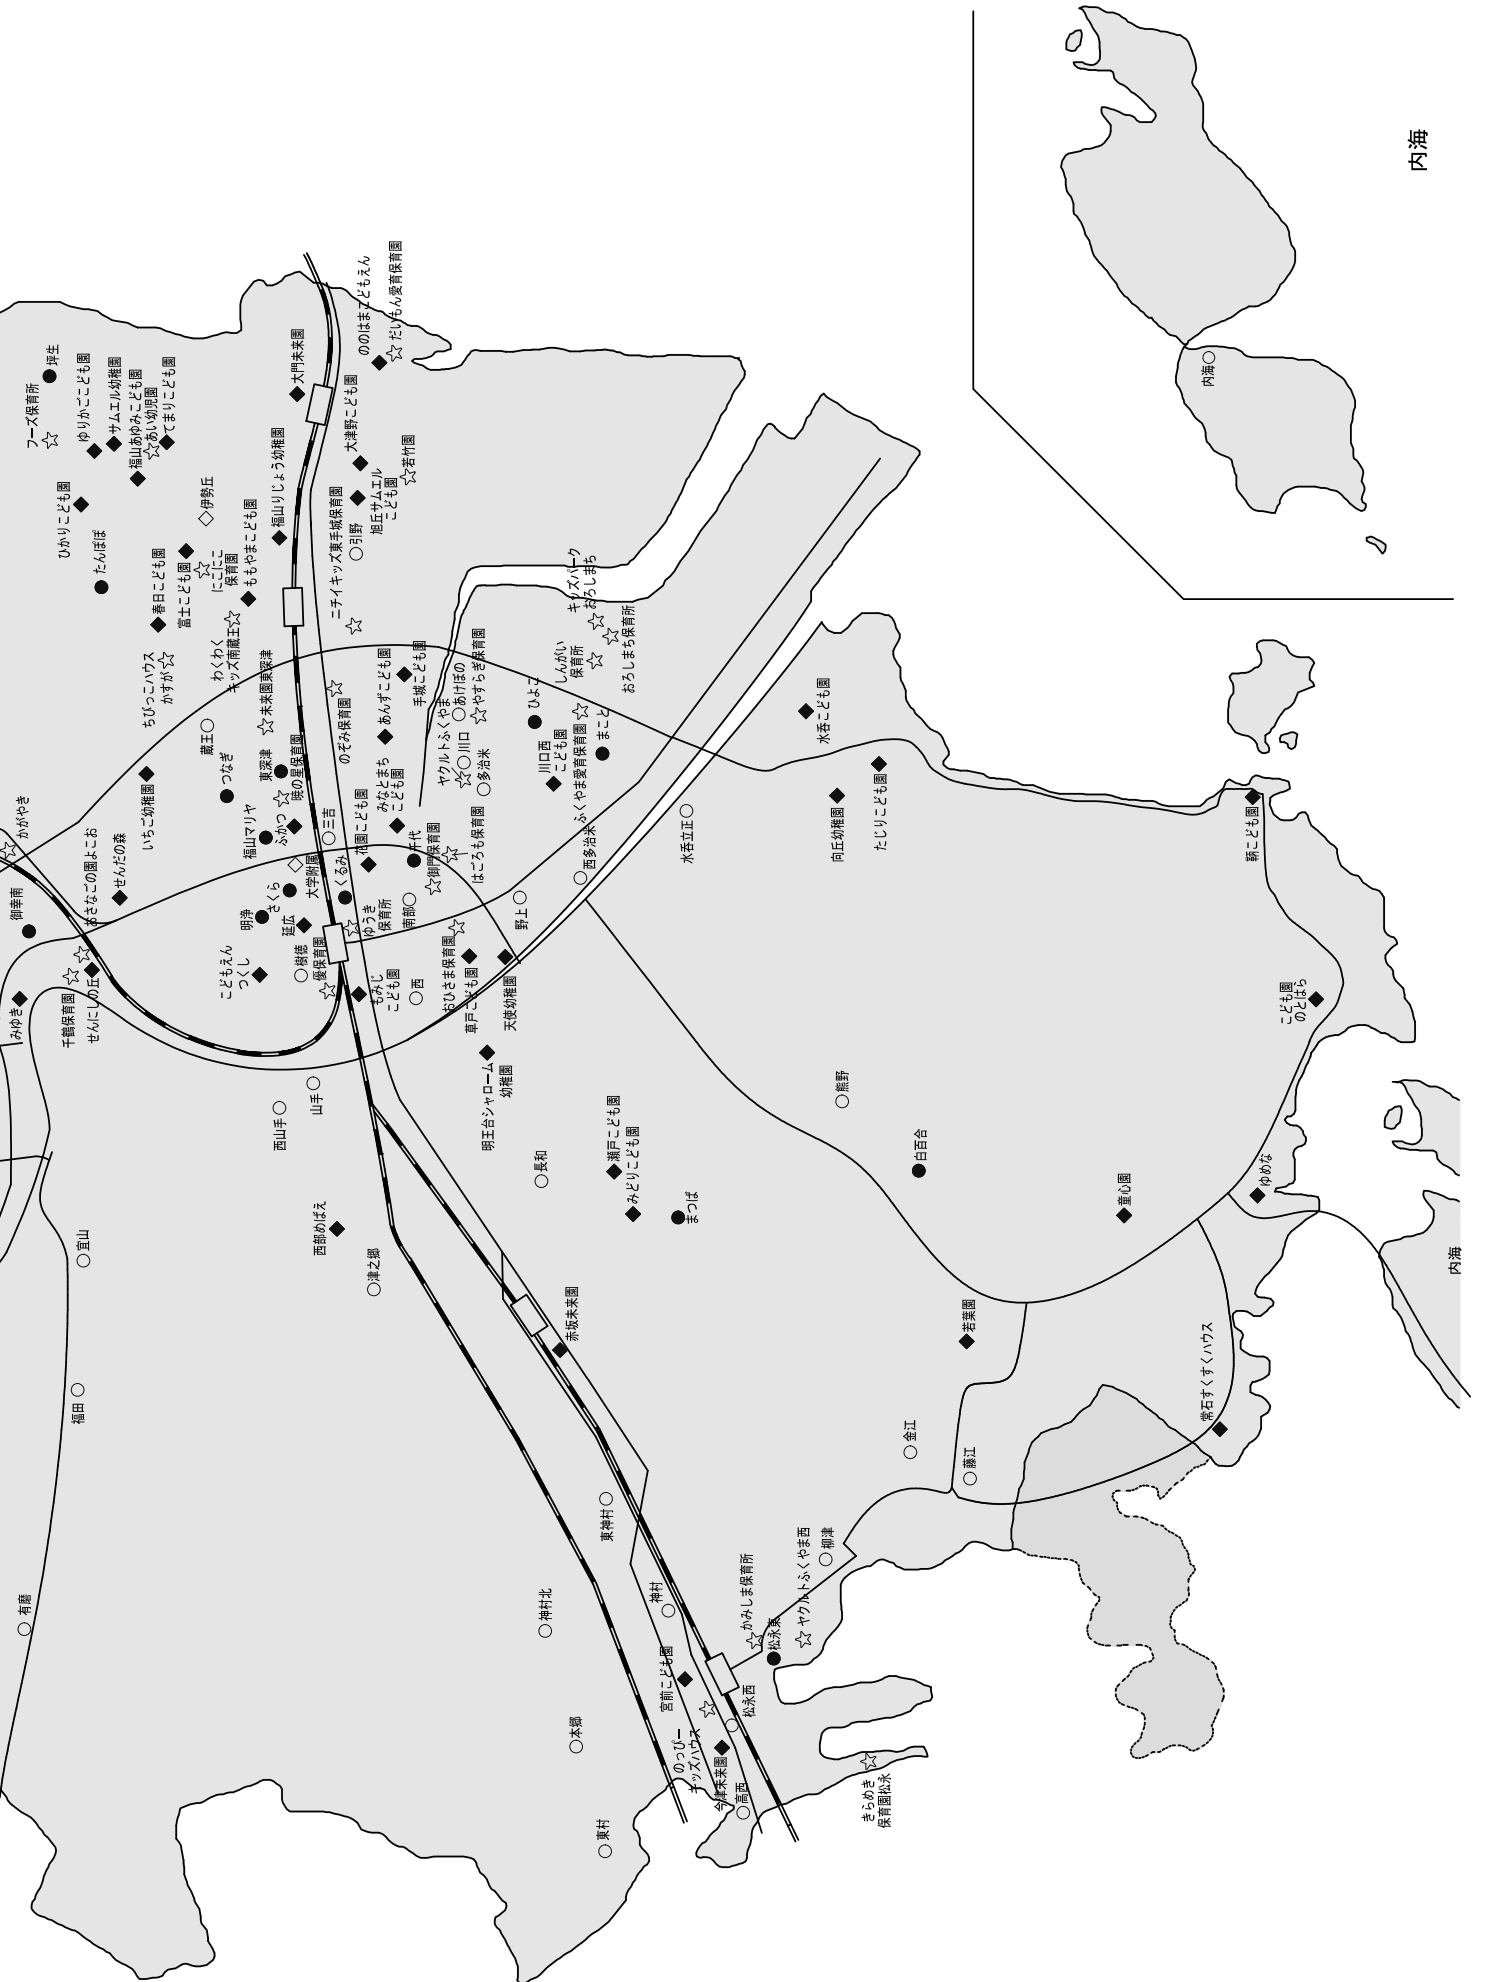 内海
内海
内海
坪生
フーズ保育所
ゆりかごこども園
サムエル幼稚園
福山あゆみこども園
あい幼児園
てまりこども園
ひかりこども園
たんぽぽ
伊勢丘
春日こども園
富士こども園
にこにこ
保育園
ももやまこども園
福山りじょう幼稚園
大門未来園
ののはまこどもえん
だいもん愛育保育園
大津野こども園
旭丘サムエル
こども園
若竹園
引野
ニチイキッズ東手城保育園
わくわく
キッズ南蔵王
ちびっこハウス
かすが
未来園東深津
蔵王
つなぎ
東深津
暁の星保育園
のぞみ保育園
あんずこども園
手城こども園
みなとまち
こども園
ヤクルトふくやま
あけぼの
やすらぎ保育園
川口
多治米
ひよこ
川口西
こども園
しんがい
保育所
キッズパーク
おろしまち
おろしまち保育所
まこと
ふくやま愛育保育園
西多治米
水呑こども園
向丘幼稚園
たじりこども園
水呑立正
鞆こども園
こども園
のとはら
かがやき
御幸南
おさなごの園よこお
せんだの森
いちご幼稚園
福山マリヤ
ふかつ
三吉
花園こども園
大学附属
くるみ
さくら
明浄
延広
樹徳
優保育園
ゆうき
保育所
千代
御門保育園
はごろも保育園
南部
野上
こどもえん
つくし
みゆき
千鶴保育園
せんにしの丘
もみじ
こども園
西
おひさま保育園
草戸こども園
天使幼稚園
明王台シャローム
幼稚園
山手
西山手
西部めばえ
津之郷
宜山
福田
有磨
長和
瀬戸こども園
みどりこども園
まつば
熊野
白百合
童心園
ゆめな
赤坂未来園
若葉園
常石すくすくハウス
金江
藤江
柳津
東神村
神村
神村北
本郷
東村
かみしま保育所
松永東
ヤクルトふくやま西
宮前こども園
松永西
のっぴー
キッズハウス
今津未来園
高西
きらめき
保育園松永